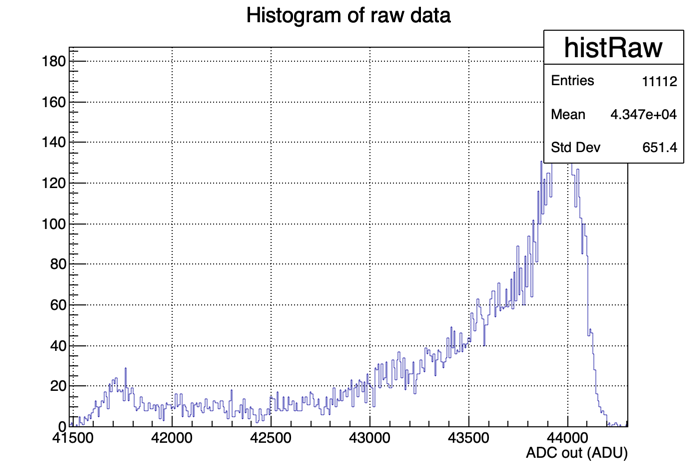 Histogram of raw data
histRaw
Entries 11112
Mean 4.347e+04
Std Dev 651.4
180
160
140
120
100
80
60
40
20
0
41500 42000 42500 43000 43500 44000
ADC out (ADU)